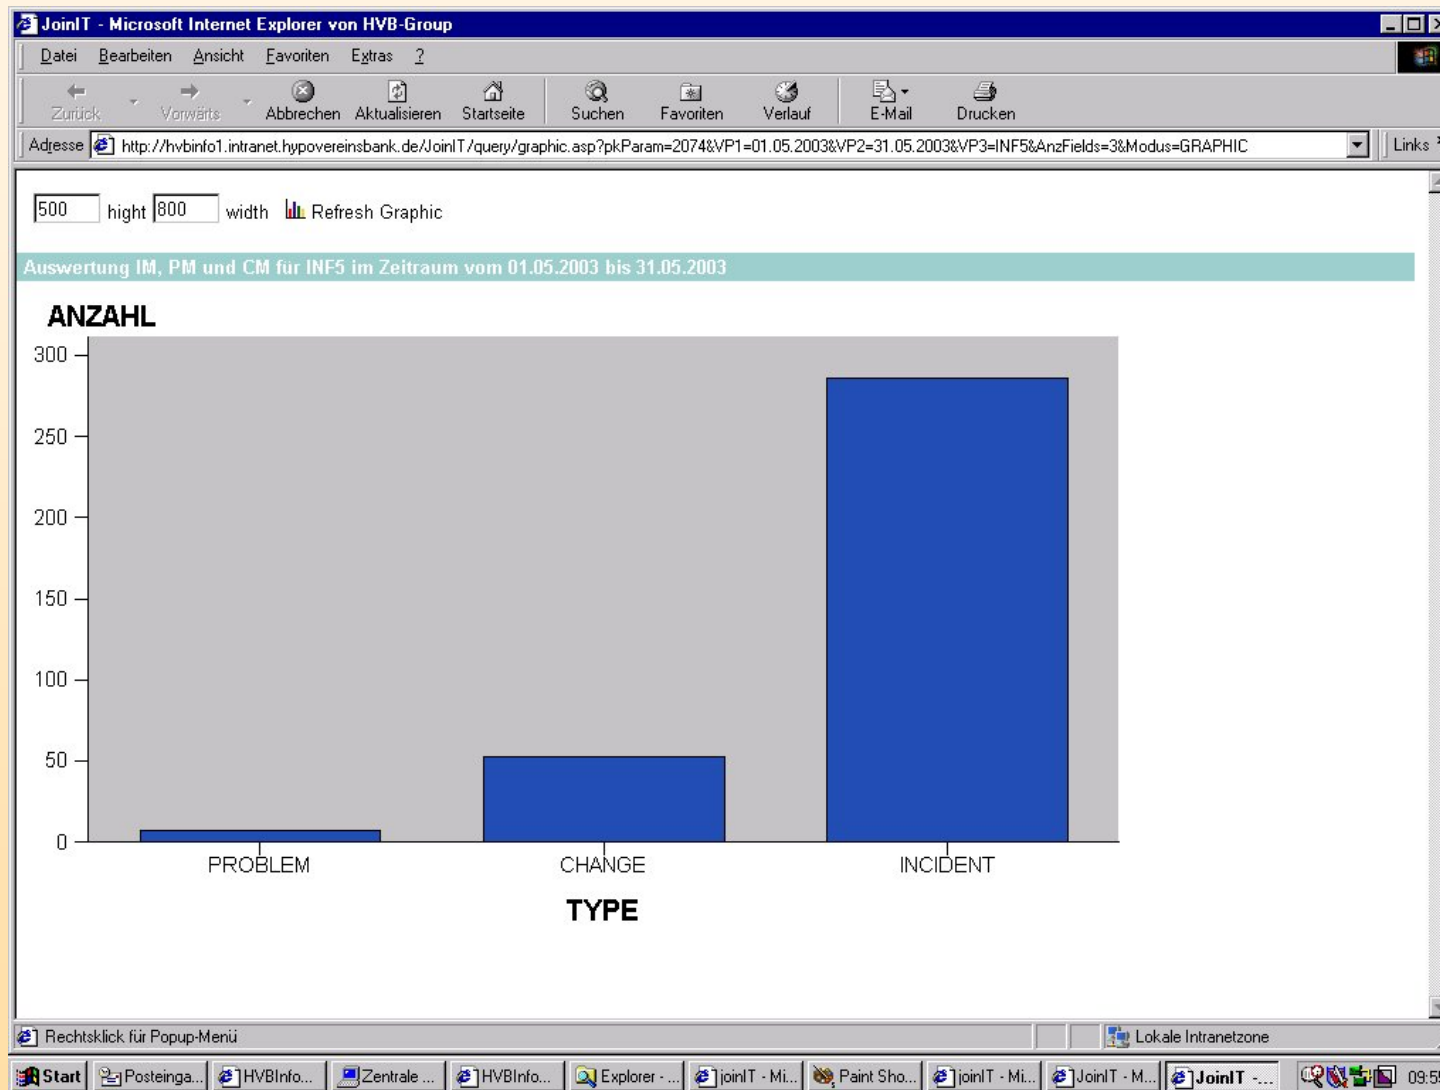 JoinIT - Microsoft Internet Explorer von HVB-Group
Datei Bearbeiten Ansicht Favoriten Extras ?
Zurück Vorwärts Abbrechen Aktualisieren Startseite Suchen Favoriten Verlauf E-Mail Drucken
Adresse http://hvbinfo1.intranet.hypovereinsbank.de/JoinIT/query/graphic.asp?pkParam=2074&VP1=01.05.2003&VP2=31.05.2003&VP3=INF5&AnzFields=3&Modus=GRAPHIC Links
500 hight 800 width Refresh Graphic
Auswertung IM, PM und CM für INF5 im Zeitraum vom 01.05.2003 bis 31.05.2003
ANZAHL
300
250
200
150
100
50
0
PROBLEM CHANGE INCIDENT
TYPE
Rechtsklick für Popup-Menü Lokale Intranetzone
Start Posteinga... HVBInfo... Zentrale ... HVBInfo... Explorer - ... joinIT - Mi... Paint Sho... joinIT - Mi... JoinIT - M... JoinIT -...